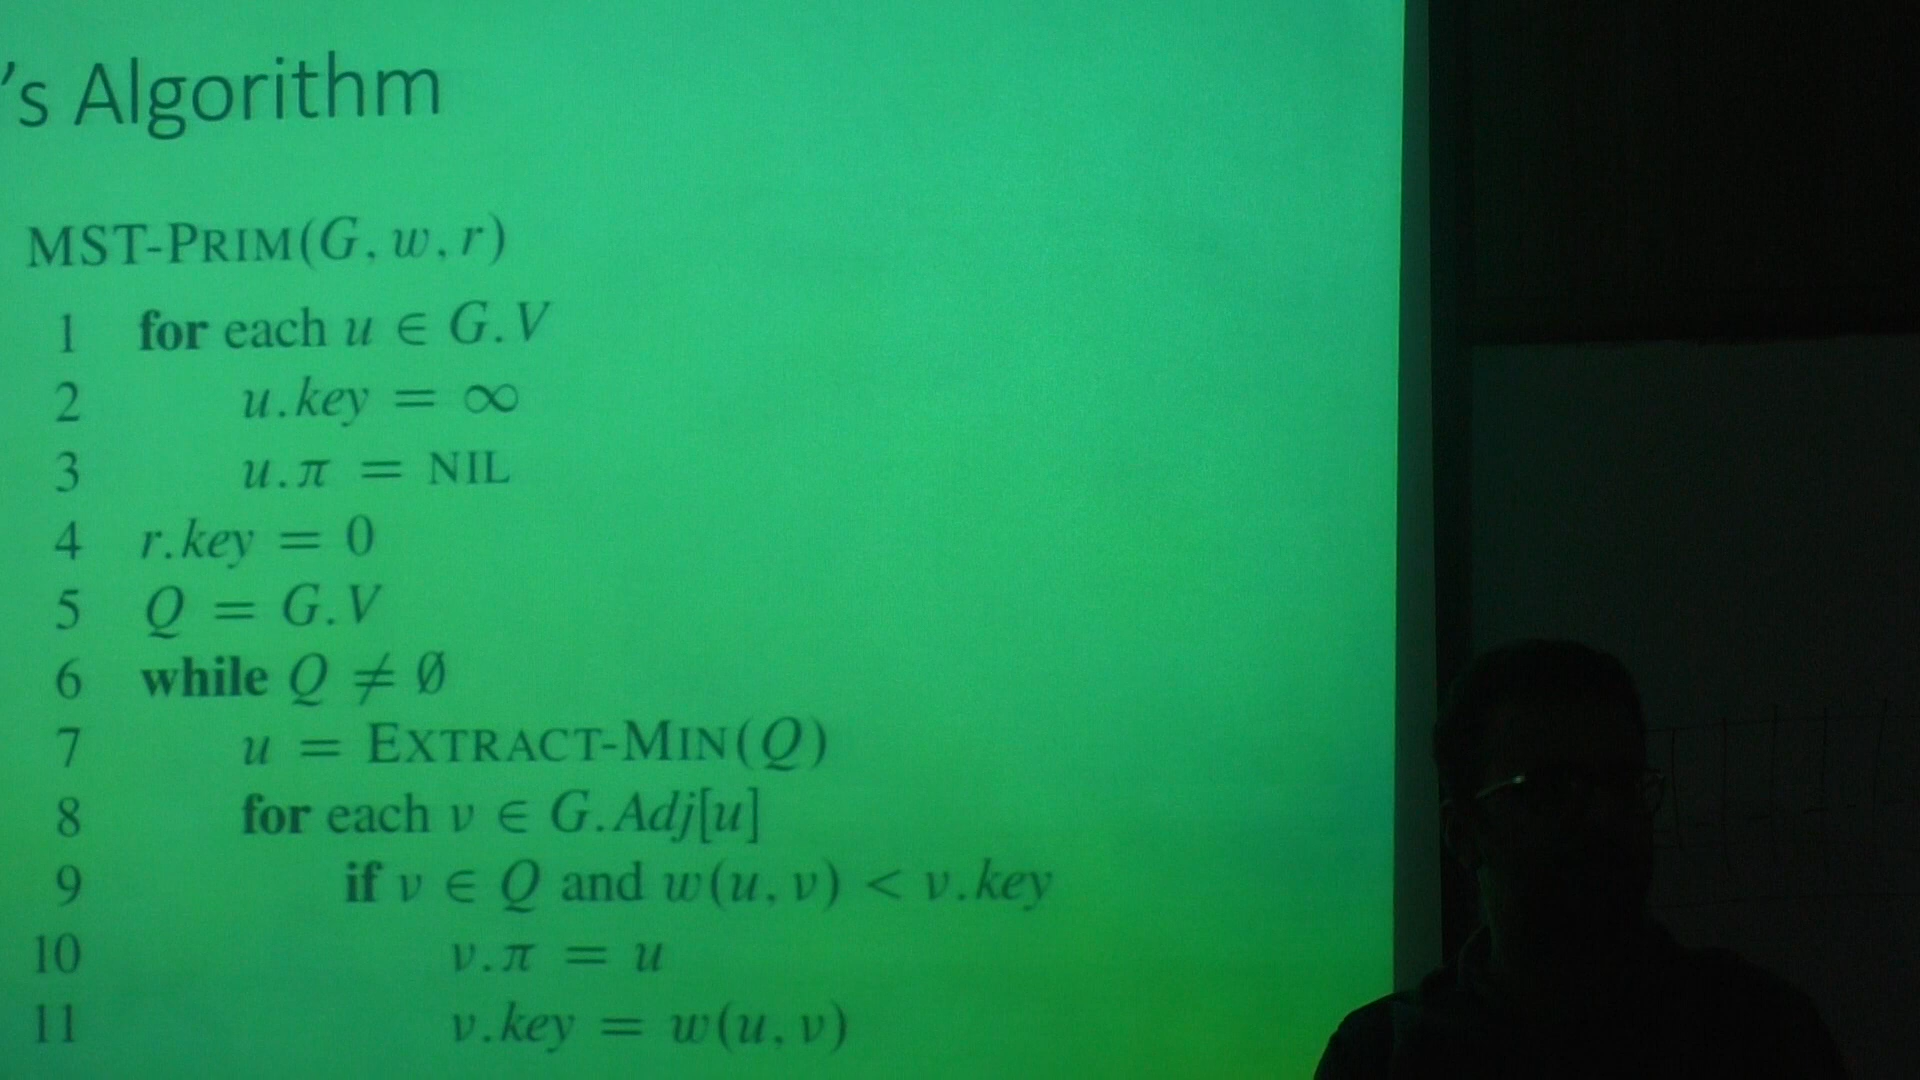 's Algorithm
MST-PRIM(G, w, r)
1 for each u ∈ G.V
2 u.key = ∞
3 u.π = NIL
4 r.key = 0
5 Q = G.V
6 while Q ≠ ∅
7 u = EXTRACT-MIN(Q)
8 for each v ∈ G.Adj[u]
9 if v ∈ Q and w(u, v) < v.key
10 v.π = u
11 v.key = w(u, v)